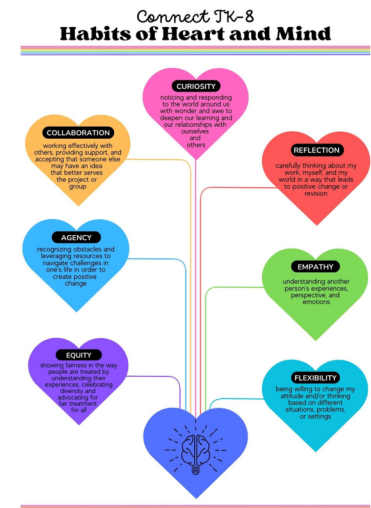 Connect TK-8
Habits of Heart and Mind
CURIOSITY
noticing and responding
to the world around us
with wonder and awe to
deepen our learning and
our relationships with
ourselves
and
others
COLLABORATION
working effectively with
others, providing support, and
accepting that someone else
may have an idea
that better serves
the project or
group
REFLECTION
carefully thinking about my
work, myself, and my
world in a way that leads
to positive change or
revision
AGENCY
recognizing obstacles and
leveraging resources to
navigate challenges in
one's life in order to
create positive
change
EMPATHY
understanding another
person's experiences,
perspective, and
emotions
EQUITY
showing fairness in the way
people are treated by
understanding their
experiences, celebrating
diversity and
advocating for
fair treatment
for all
FLEXIBILITY
being willing to change my
attitude and/or thinking
based on different
situations, problems,
or settings